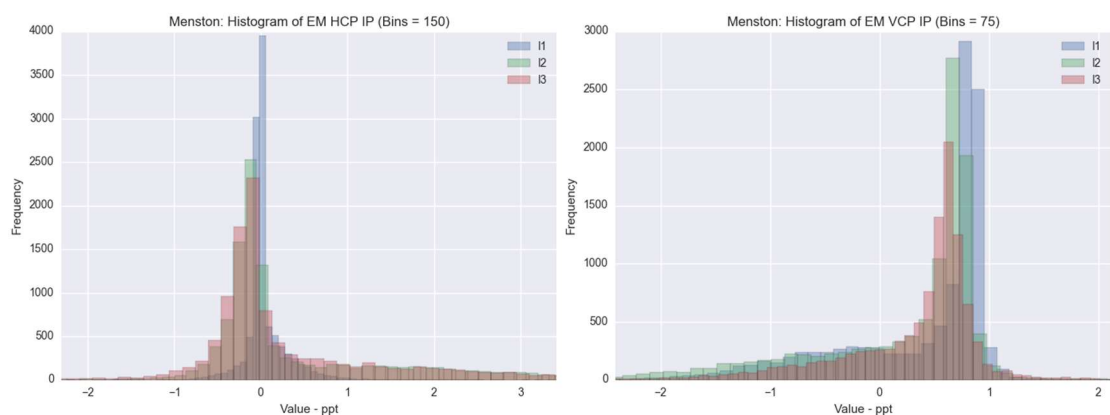 Menston: Histogram of EM HCP IP (Bins = 150)
4000
3500
3000
2500
2000
1500
1000
500
0
Frequency
I1
I2
I3
−2
−1
0
1
2
3
Value - ppt
Menston: Histogram of EM VCP IP (Bins = 75)
3000
2500
2000
1500
1000
500
0
Frequency
I1
I2
I3
−2
−1
0
1
2
Value - ppt